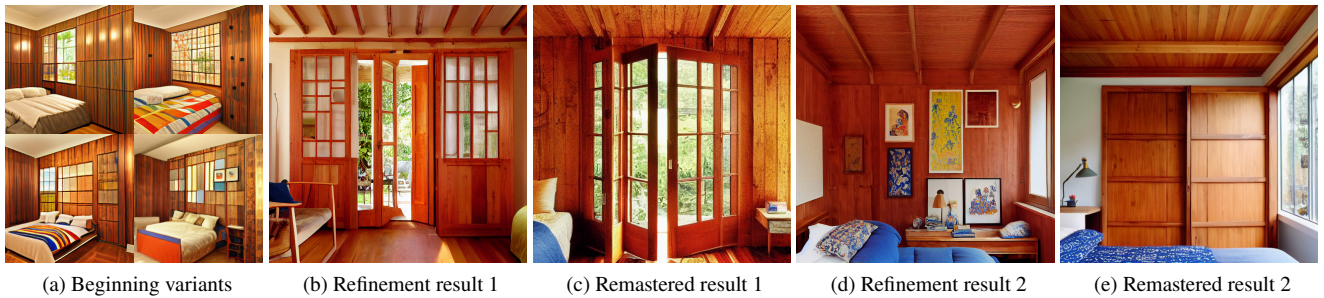 (a) Beginning variants
(b) Refinement result 1
(c) Remastered result 1
(d) Refinement result 2
(e) Remastered result 2